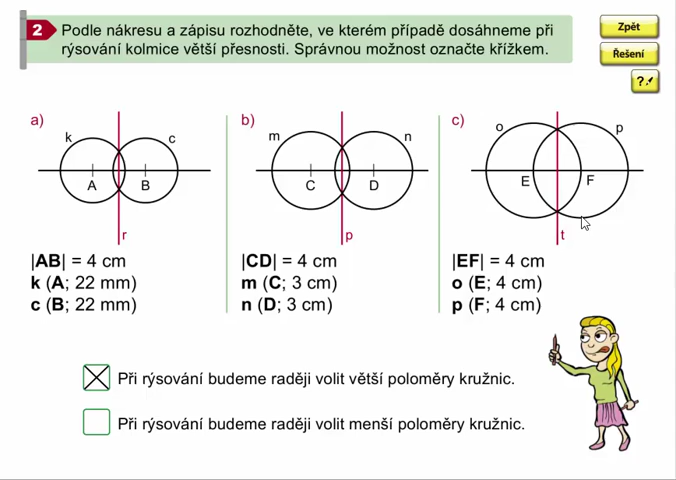 2 Podle nákresu a zápisu rozhodněte, ve kterém případě dosáhneme při
rýsování kolmice větší přesnosti. Správnou možnost označte křížkem.
Zpět
Řešení
?
a)
k
c
A
B
r
|AB| = 4 cm
k (A; 22 mm)
c (B; 22 mm)
b)
m
n
C
D
p
|CD| = 4 cm
m (C; 3 cm)
n (D; 3 cm)
c)
o
p
E
F
t
|EF| = 4 cm
o (E; 4 cm)
p (F; 4 cm)
Při rýsování budeme raději volit větší poloměry kružnic.
Při rýsování budeme raději volit menší poloměry kružnic.